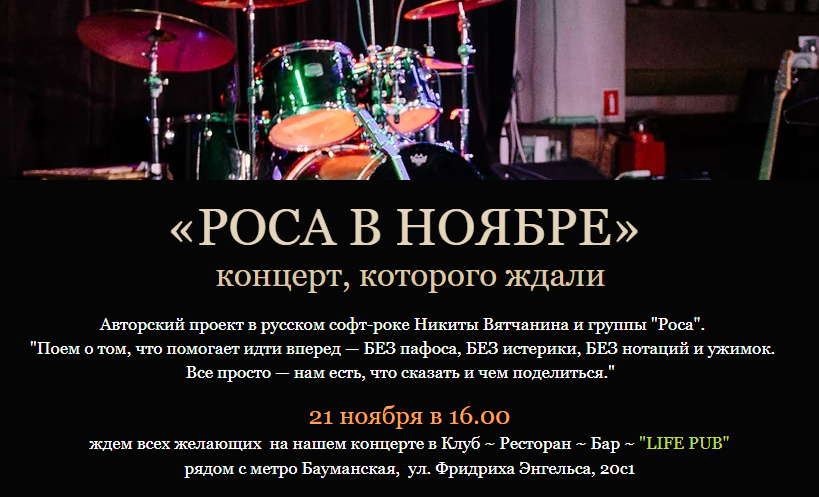 «РОСА В НОЯБРЕ»
концерт, которого ждали
Авторский проект в русском софт-роке Никиты Вятчанина и группы "Роса".
"Поем о том, что помогает идти вперед — БЕЗ пафоса, БЕЗ истерики, БЕЗ нотаций и ужимок.
Все просто — нам есть, что сказать и чем поделиться."
21 ноября в 16.00
ждем всех желающих на нашем концерте в Клуб ~ Ресторан ~ Бар ~ "LIFE PUB"
рядом с метро Бауманская, ул. Фридриха Энгельса, 20с1